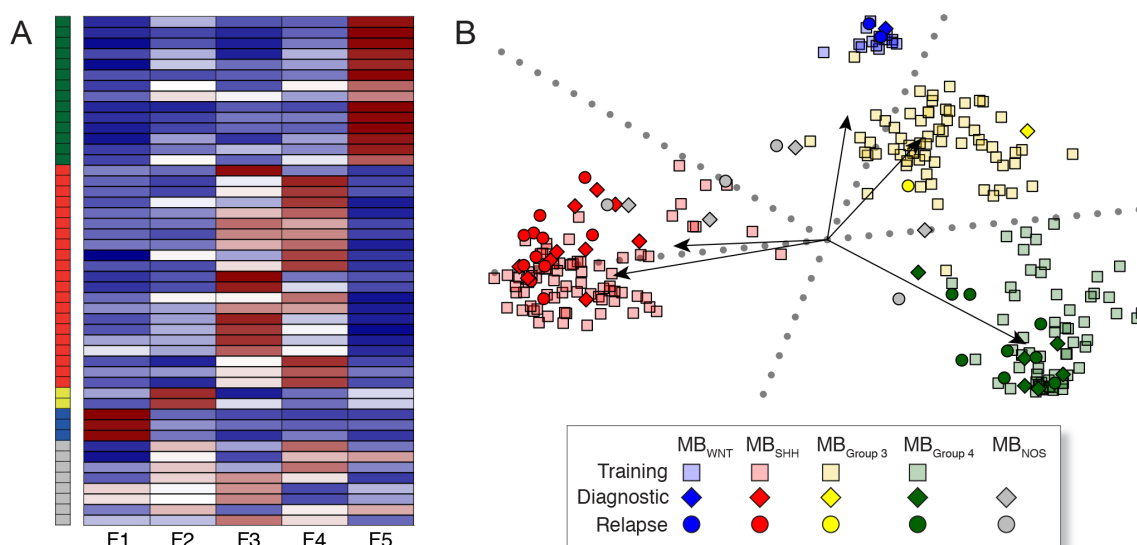 A
B
F1 F2 F3 F4 F5
MBWNT MBSHH MBGroup 3 MBGroup 4 MBNOS
Training
Diagnostic
Relapse